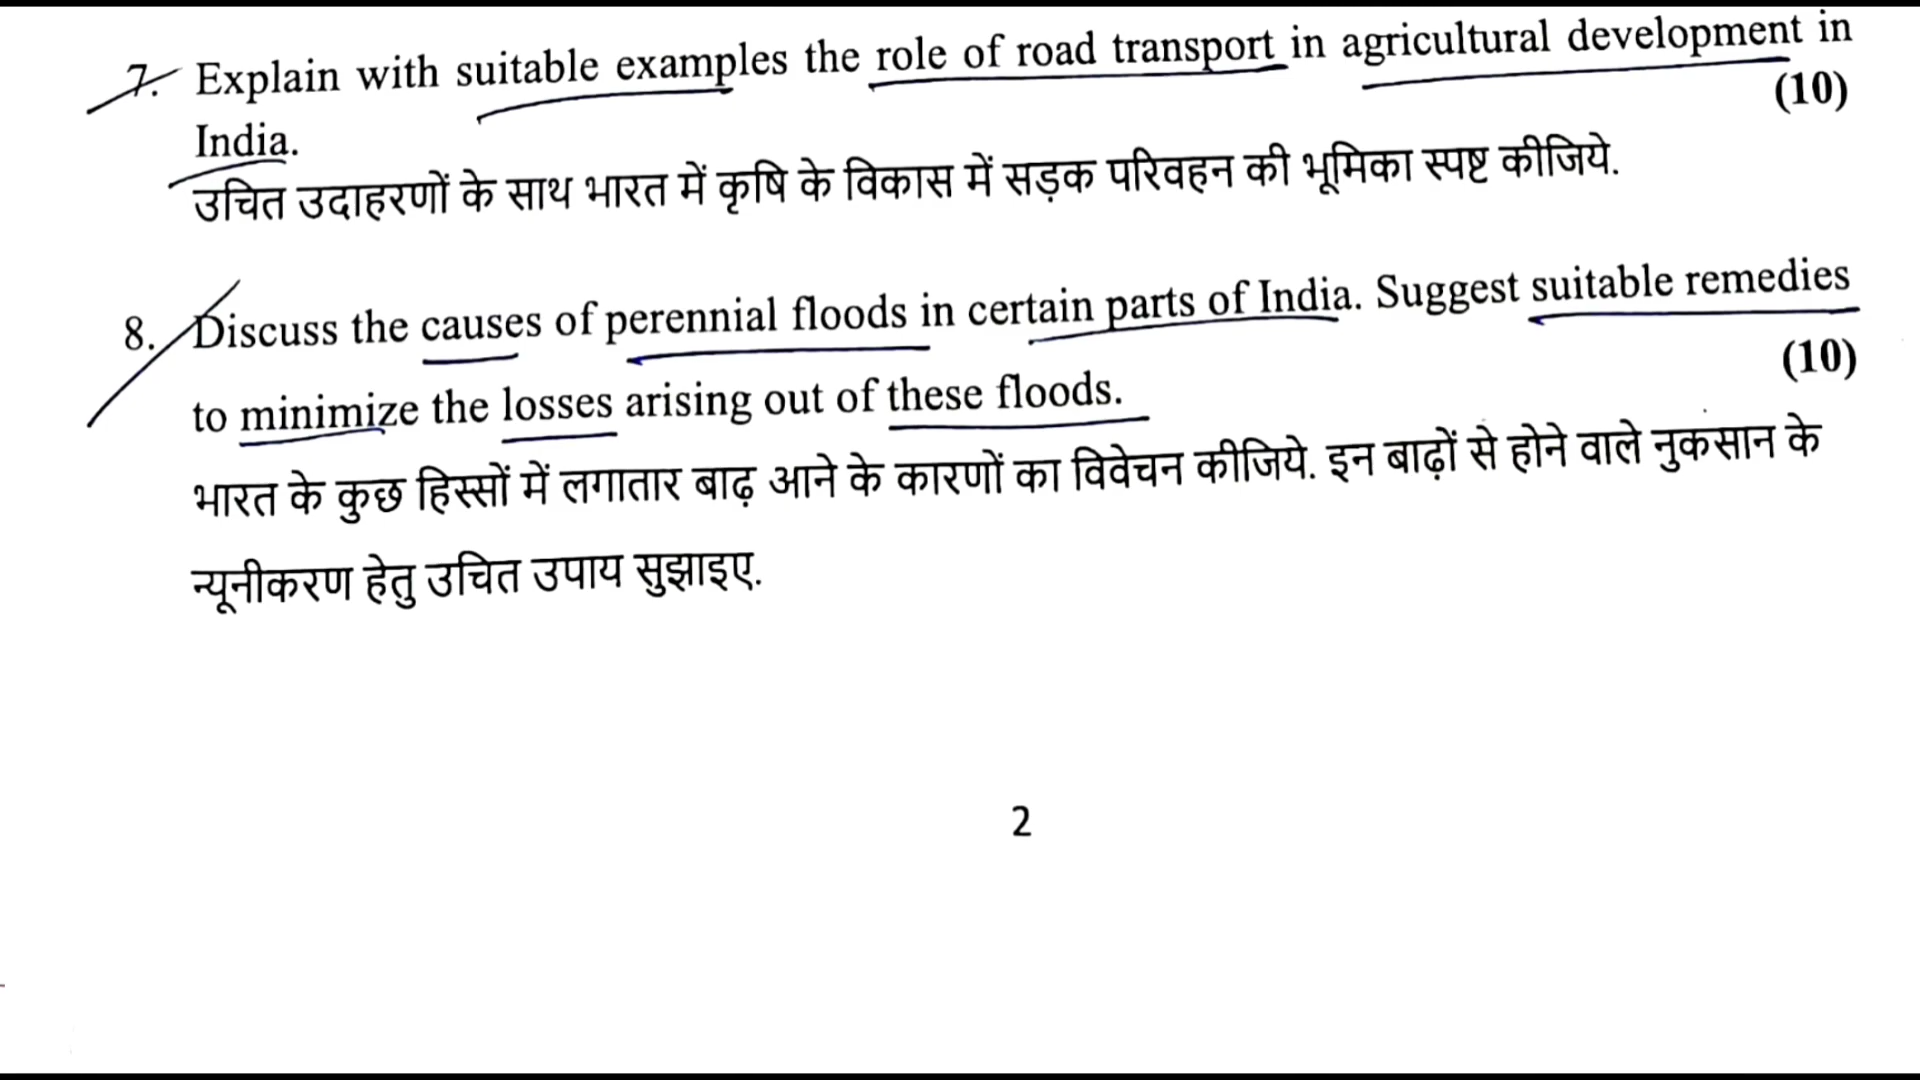 7. Explain with suitable examples the role of road transport in agricultural development in
(10)
India.
उचित उदाहरणों के साथ भारत में कृषि के विकास में सड़क परिवहन की भूमिका स्पष्ट कीजिये.
8. Discuss the causes of perennial floods in certain parts of India. Suggest suitable remedies
(10)
to minimize the losses arising out of these floods.
भारत के कुछ हिस्सों में लगातार बाढ़ आने के कारणों का विवेचन कीजिये. इन बाढ़ों से होने वाले नुकसान के
न्यूनीकरण हेतु उचित उपाय सुझाइए.
2